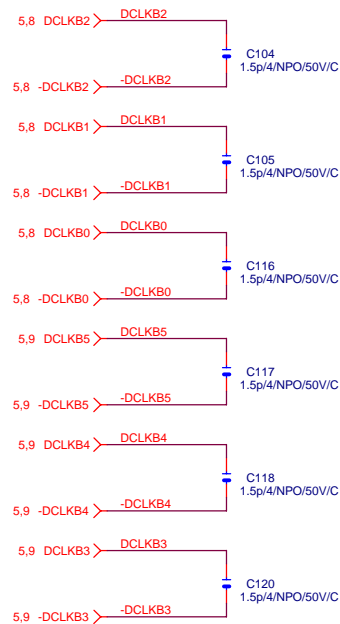 5,8 DCLKB2 DCLKB2
C104
1.5p/4/NPO/50V/C
5,8 -DCLKB2 -DCLKB2
5,8 DCLKB1 DCLKB1
C105
1.5p/4/NPO/50V/C
5,8 -DCLKB1 -DCLKB1
5,8 DCLKB0 DCLKB0
C116
1.5p/4/NPO/50V/C
5,8 -DCLKB0 -DCLKB0
5,9 DCLKB5 DCLKB5
C117
1.5p/4/NPO/50V/C
5,9 -DCLKB5 -DCLKB5
5,9 DCLKB4 DCLKB4
C118
1.5p/4/NPO/50V/C
5,9 -DCLKB4 -DCLKB4
5,9 DCLKB3 DCLKB3
C120
1.5p/4/NPO/50V/C
5,9 -DCLKB3 -DCLKB3